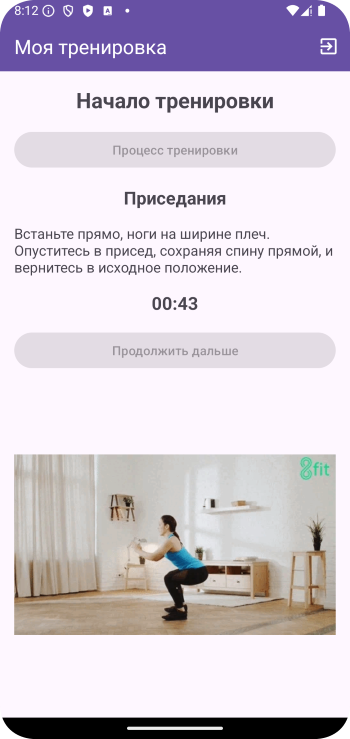 8:12
Моя тренировка
Начало тренировки
Процесс тренировки
Приседания
Встаньте прямо, ноги на ширине плеч.
Опуститесь в присед, сохраняя спину прямой, и
вернитесь в исходное положение.
00:43
Продолжить дальше
8fit